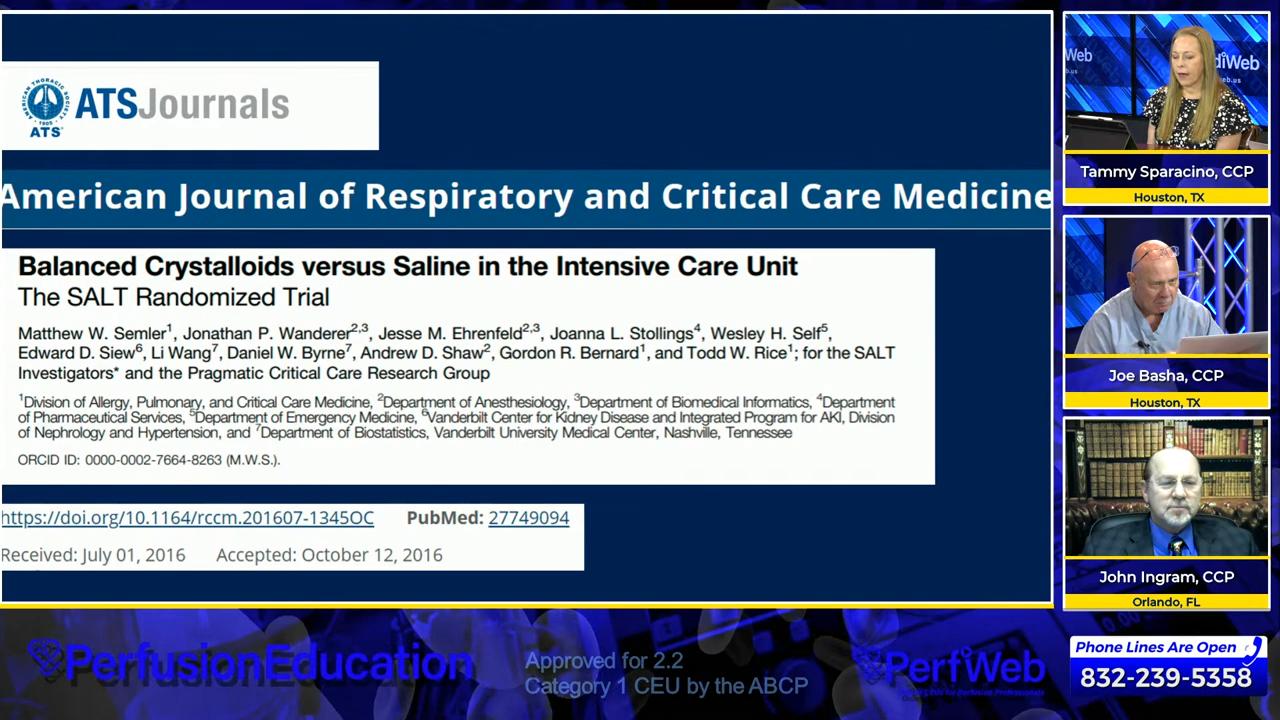 ATSJournals
ATS
American Journal of Respiratory and Critical Care Medicine
Balanced Crystalloids versus Saline in the Intensive Care Unit
The SALT Randomized Trial
Matthew W. Semler1, Jonathan P. Wanderer2,3, Jesse M. Ehrenfeld2,3, Joanna L. Stollings4, Wesley H. Self5,
Edward D. Siew6, Li Wang7, Daniel W. Byrne7, Andrew D. Shaw2, Gordon R. Bernard1, and Todd W. Rice1; for the SALT
Investigators* and the Pragmatic Critical Care Research Group
1Division of Allergy, Pulmonary, and Critical Care Medicine, 2Department of Anesthesiology, 3Department of Biomedical Informatics, 4Department
of Pharmaceutical Services, 5Department of Emergency Medicine, 6Vanderbilt Center for Kidney Disease and Integrated Program for AKI, Division
of Nephrology and Hypertension, and 7Department of Biostatistics, Vanderbilt University Medical Center, Nashville, Tennessee
ORCID ID: 0000-0002-7664-8263 (M.W.S.).
https://doi.org/10.1164/rccm.201607-1345OC PubMed: 27749094
Received: July 01, 2016 Accepted: October 12, 2016
Tammy Sparacino, CCP
Houston, TX
Joe Basha, CCP
Houston, TX
John Ingram, CCP
Orlando, FL
Phone Lines Are Open
832-239-5358
PerfusionEducation
Approved for 2.2
Category 1 CEU by the ABCP
PerfWeb